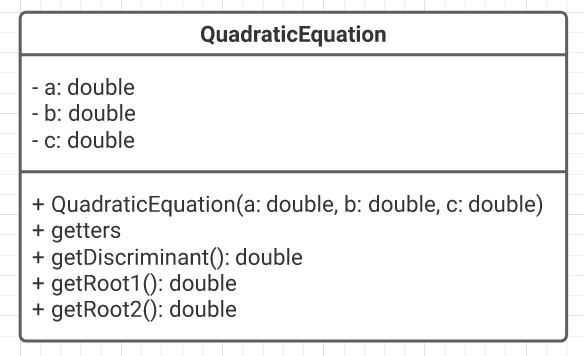 QuadraticEquation
- a: double
- b: double
- c: double
+ QuadraticEquation(a: double, b: double, c: double)
+ getters
+ getDiscriminant(): double
+ getRoot1(): double
+ getRoot2(): double